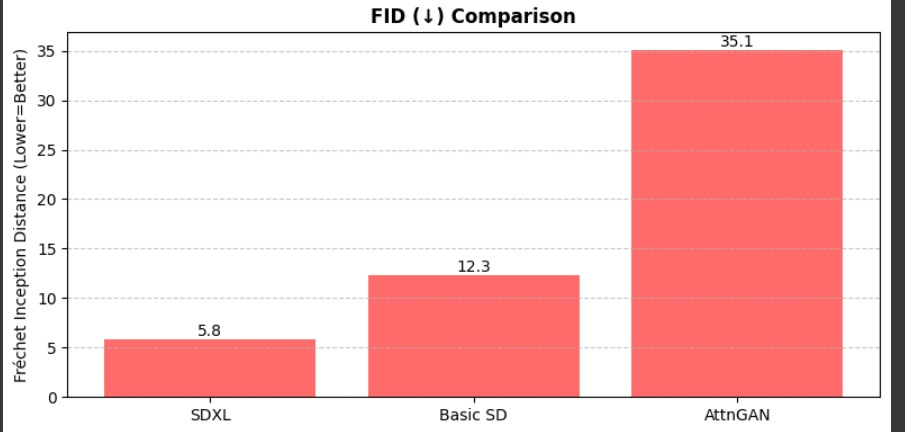 FID (↓) Comparison
Fréchet Inception Distance (Lower=Better)
35
30
25
20
15
10
5
0
5.8
12.3
35.1
SDXL
Basic SD
AttnGAN